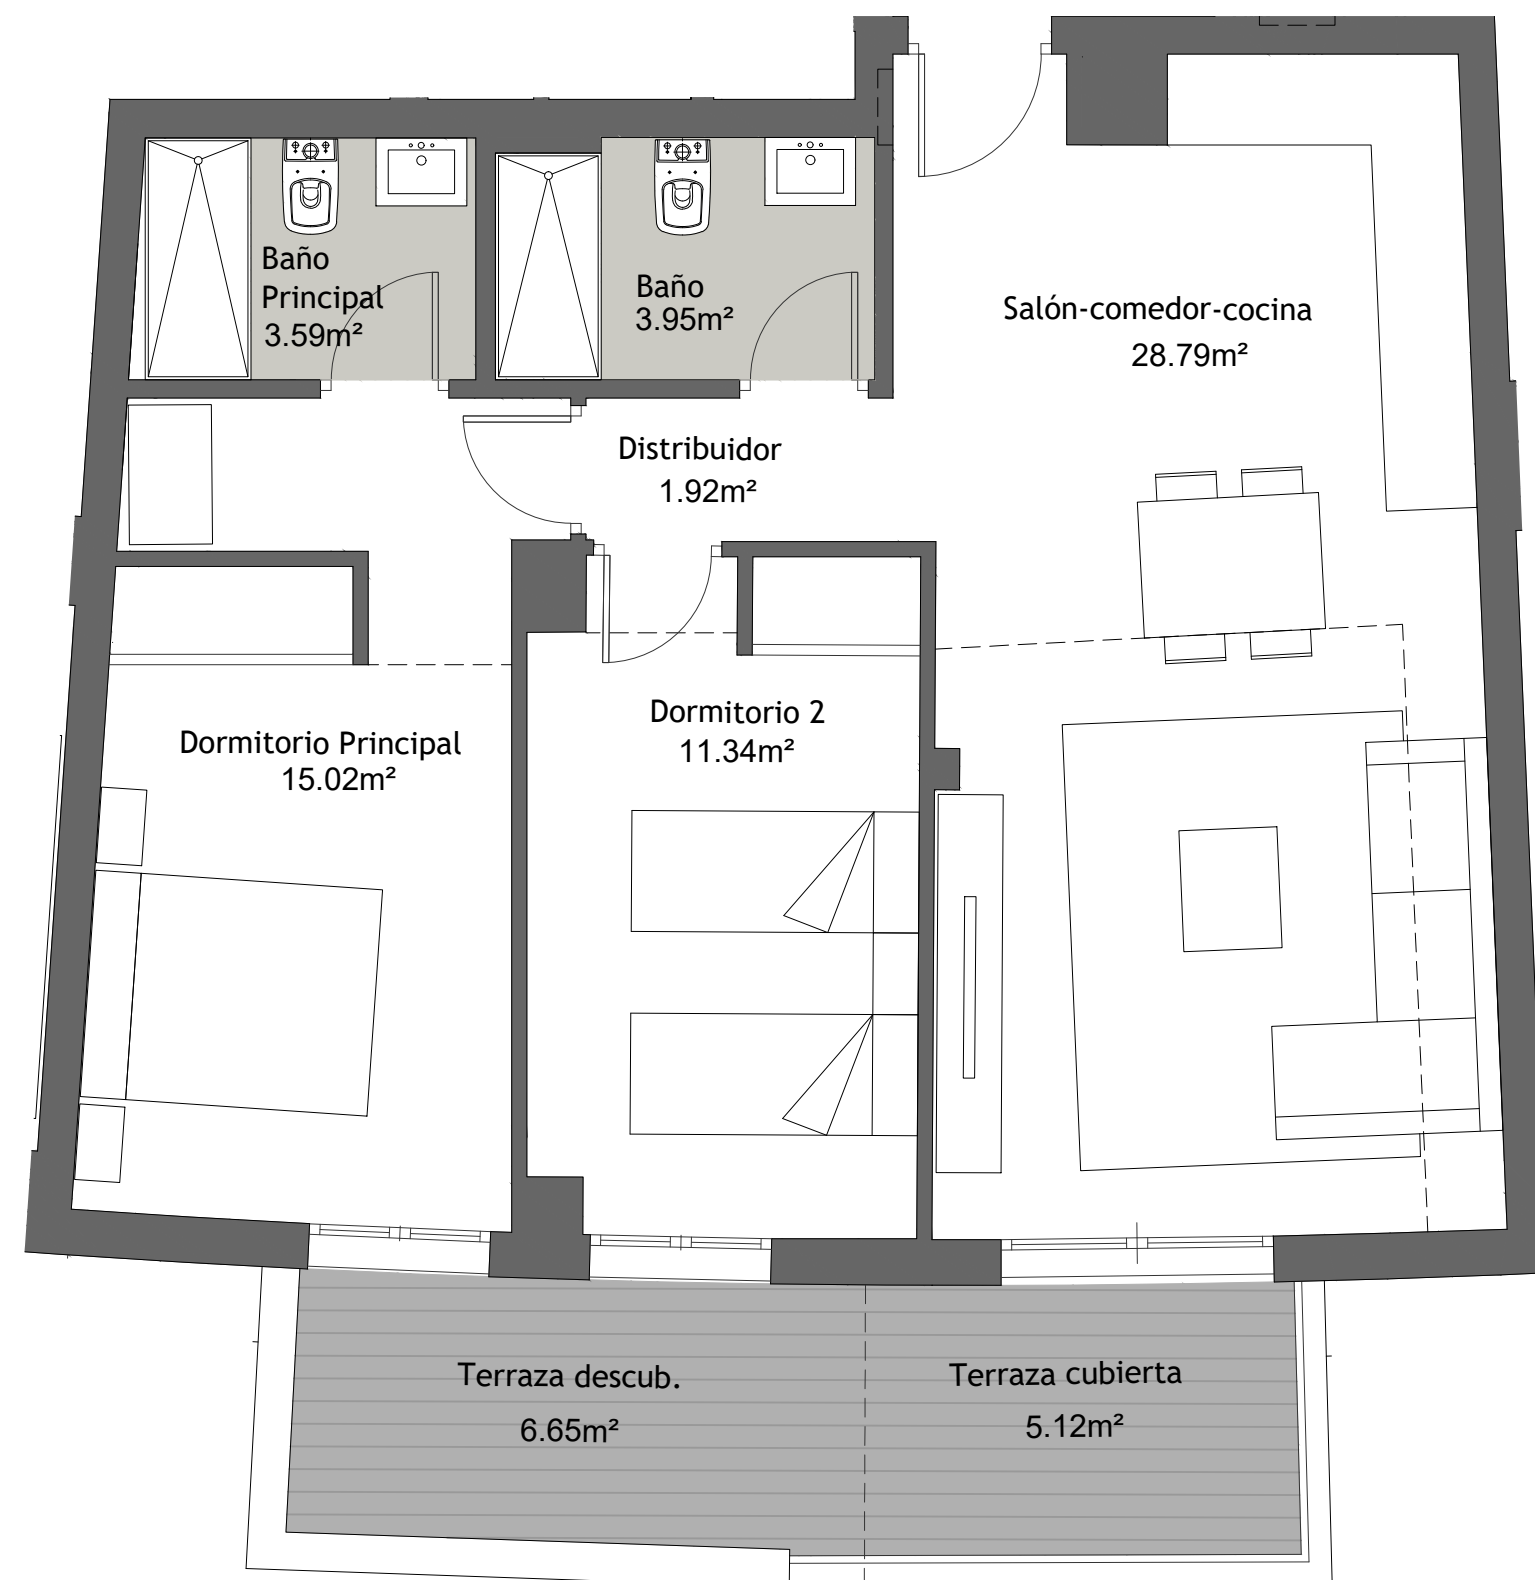 Baño
Principal
3.59m²
Baño
3.95m²
Salón-comedor-cocina
28.79m²
Distribuidor
1.92m²
Dormitorio Principal
15.02m²
Dormitorio 2
11.34m²
Terraza descub.
6.65m²
Terraza cubierta
5.12m²